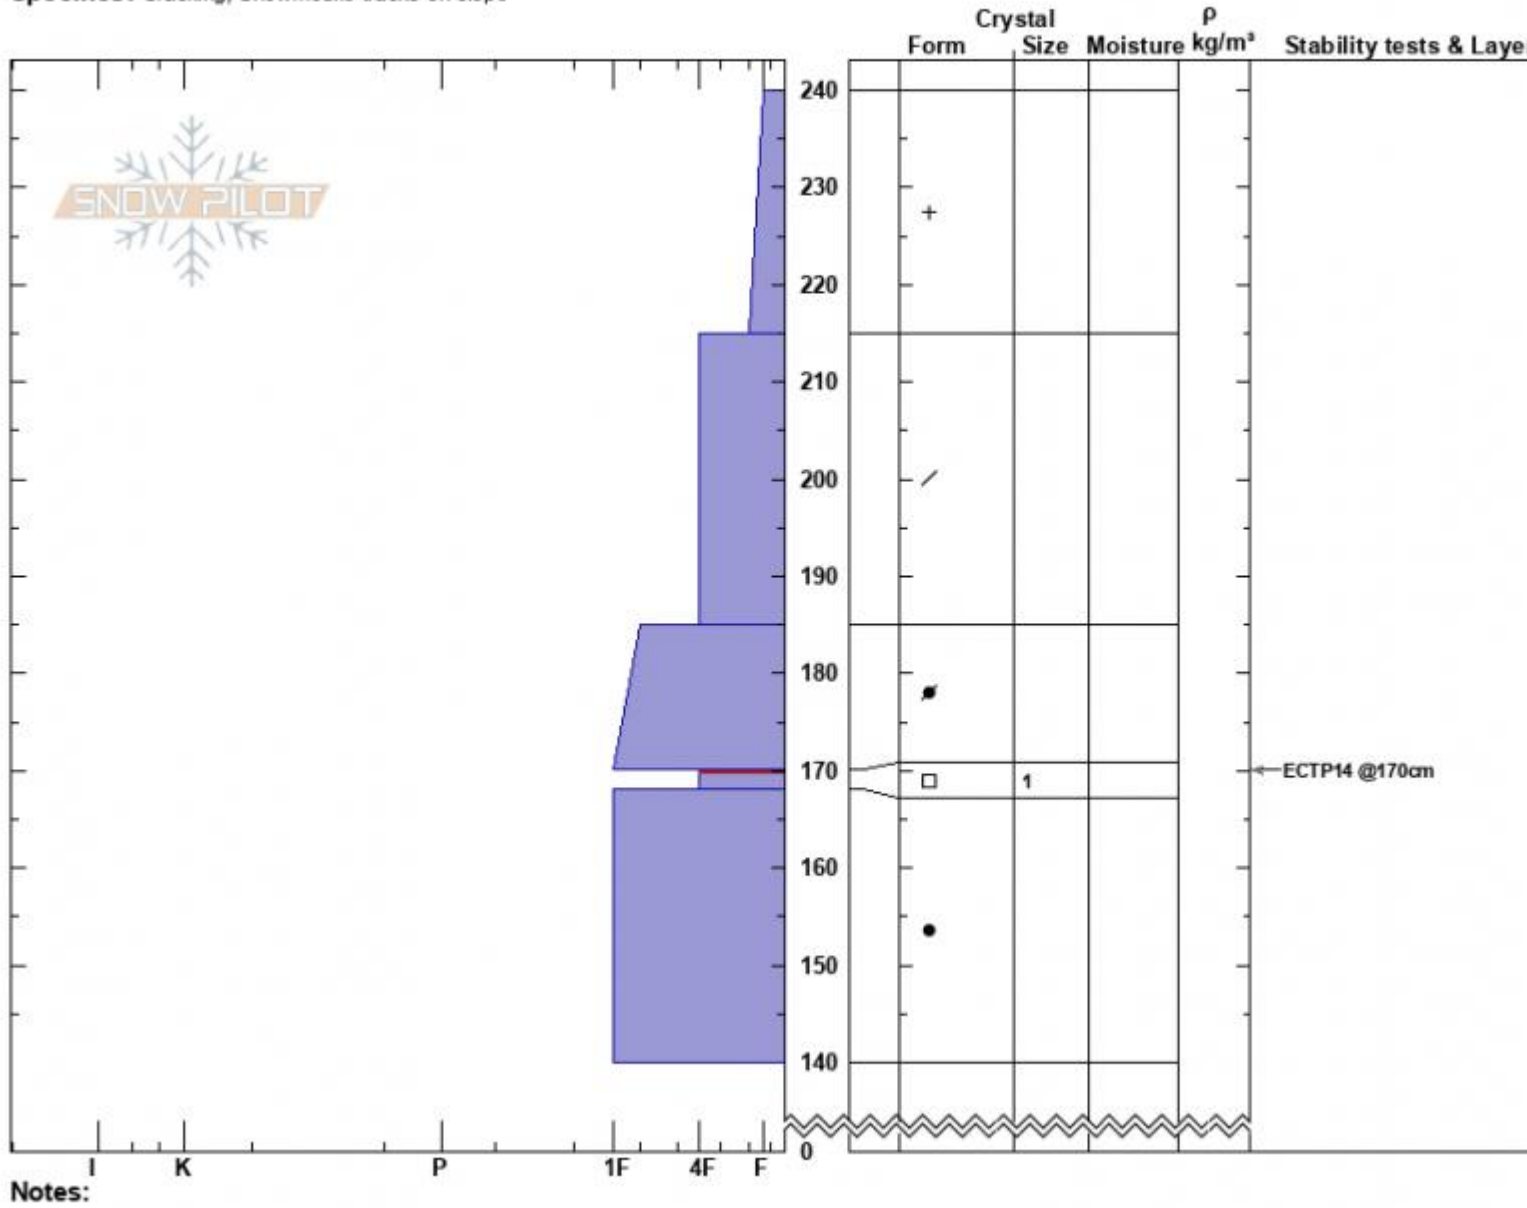 Crystal ρ
Form Size Moisture kg/m³ Stability tests & Laye
SNOW PILOT
240
230
220
210
200
190
180
170 1 ECTP14 @170cm
160
150
140
0
I K P 1F 4F F
Notes: